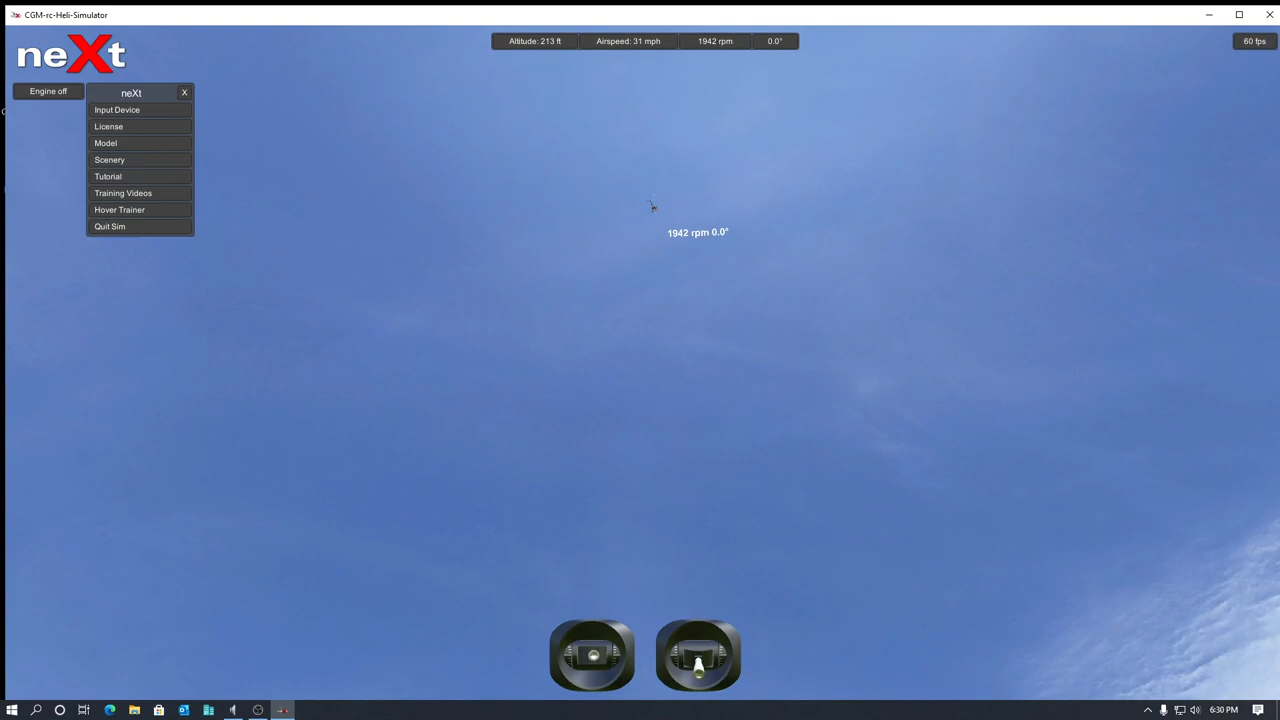 CGM-rc-Heli-Simulator
neXt
Altitude: 213 ft
Airspeed: 31 mph
1942 rpm
0.0°
60 fps
Engine off
neXt
X
Input Device
License
Model
Scenery
Tutorial
Training Videos
Hover Trainer
Quit Sim
1942 rpm 0.0°
6:30 PM